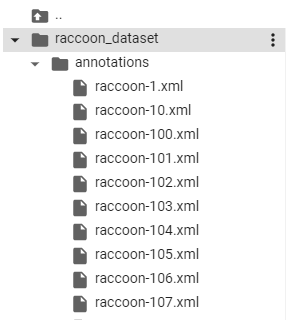 ..
raccoon_dataset
annotations
raccoon-1.xml
raccoon-10.xml
raccoon-100.xml
raccoon-101.xml
raccoon-102.xml
raccoon-103.xml
raccoon-104.xml
raccoon-105.xml
raccoon-106.xml
raccoon-107.xml